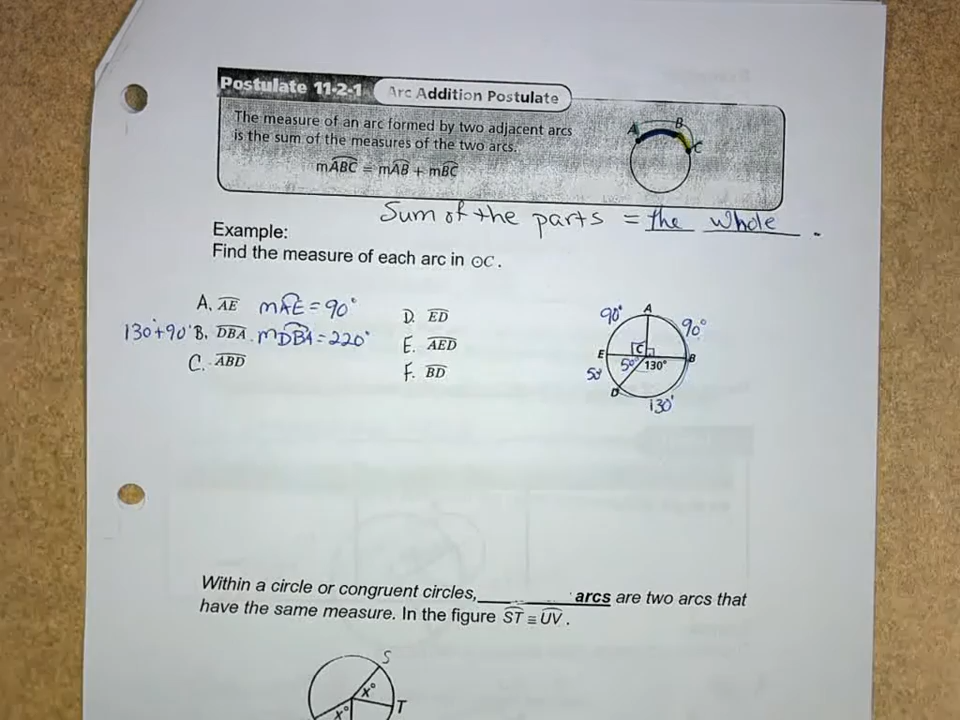 Postulate 11-2-1 Arc Addition Postulate
The measure of an arc formed by two adjacent arcs
is the sum of the measures of the two arcs.
mABC = mAB + mBC
A B C
Sum of the parts = the whole.
Example:
Find the measure of each arc in ⊙C.
A. AE mAE = 90°
130°+90° B. DBA mDBA = 220°
C. ABD
D. ED
E. AED
F. BD
A
90° 90°
E C B
50° 50° 130°
D
130°
Within a circle or congruent circles, ________ arcs are two arcs that
have the same measure. In the figure ST ≅ UV.
S
x°
x° T